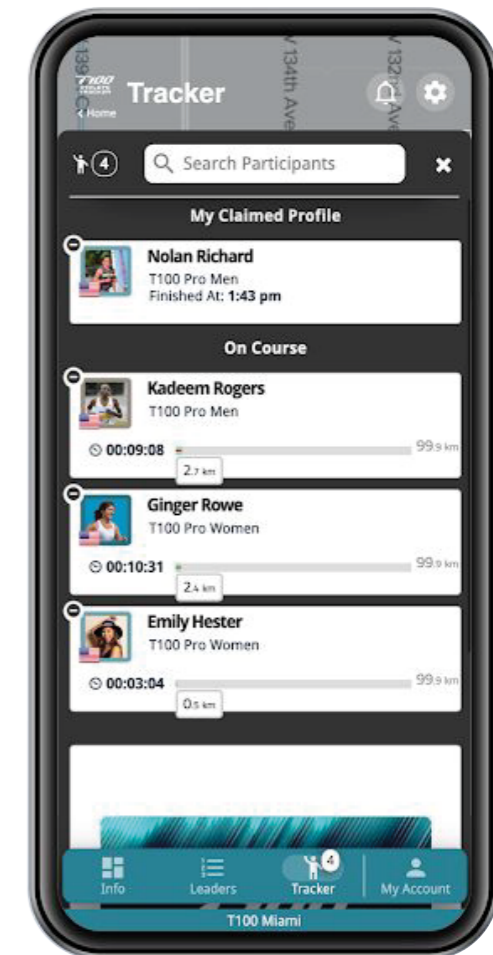 139
C
V 134th Ave
V 132nd Ave
T100
Tracker
< Home
4
Search Participants
My Claimed Profile
Nolan Richard
T100 Pro Men
Finished At: 1:43 pm
On Course
Kadeem Rogers
T100 Pro Men
00:09:08
99.9 km
2.7 km
Ginger Rowe
T100 Pro Women
00:10:31
99.9 km
2.4 km
Emily Hester
T100 Pro Women
00:03:04
99.9 km
0.5 km
4
Info
Leaders
Tracker
My Account
T100 Miami